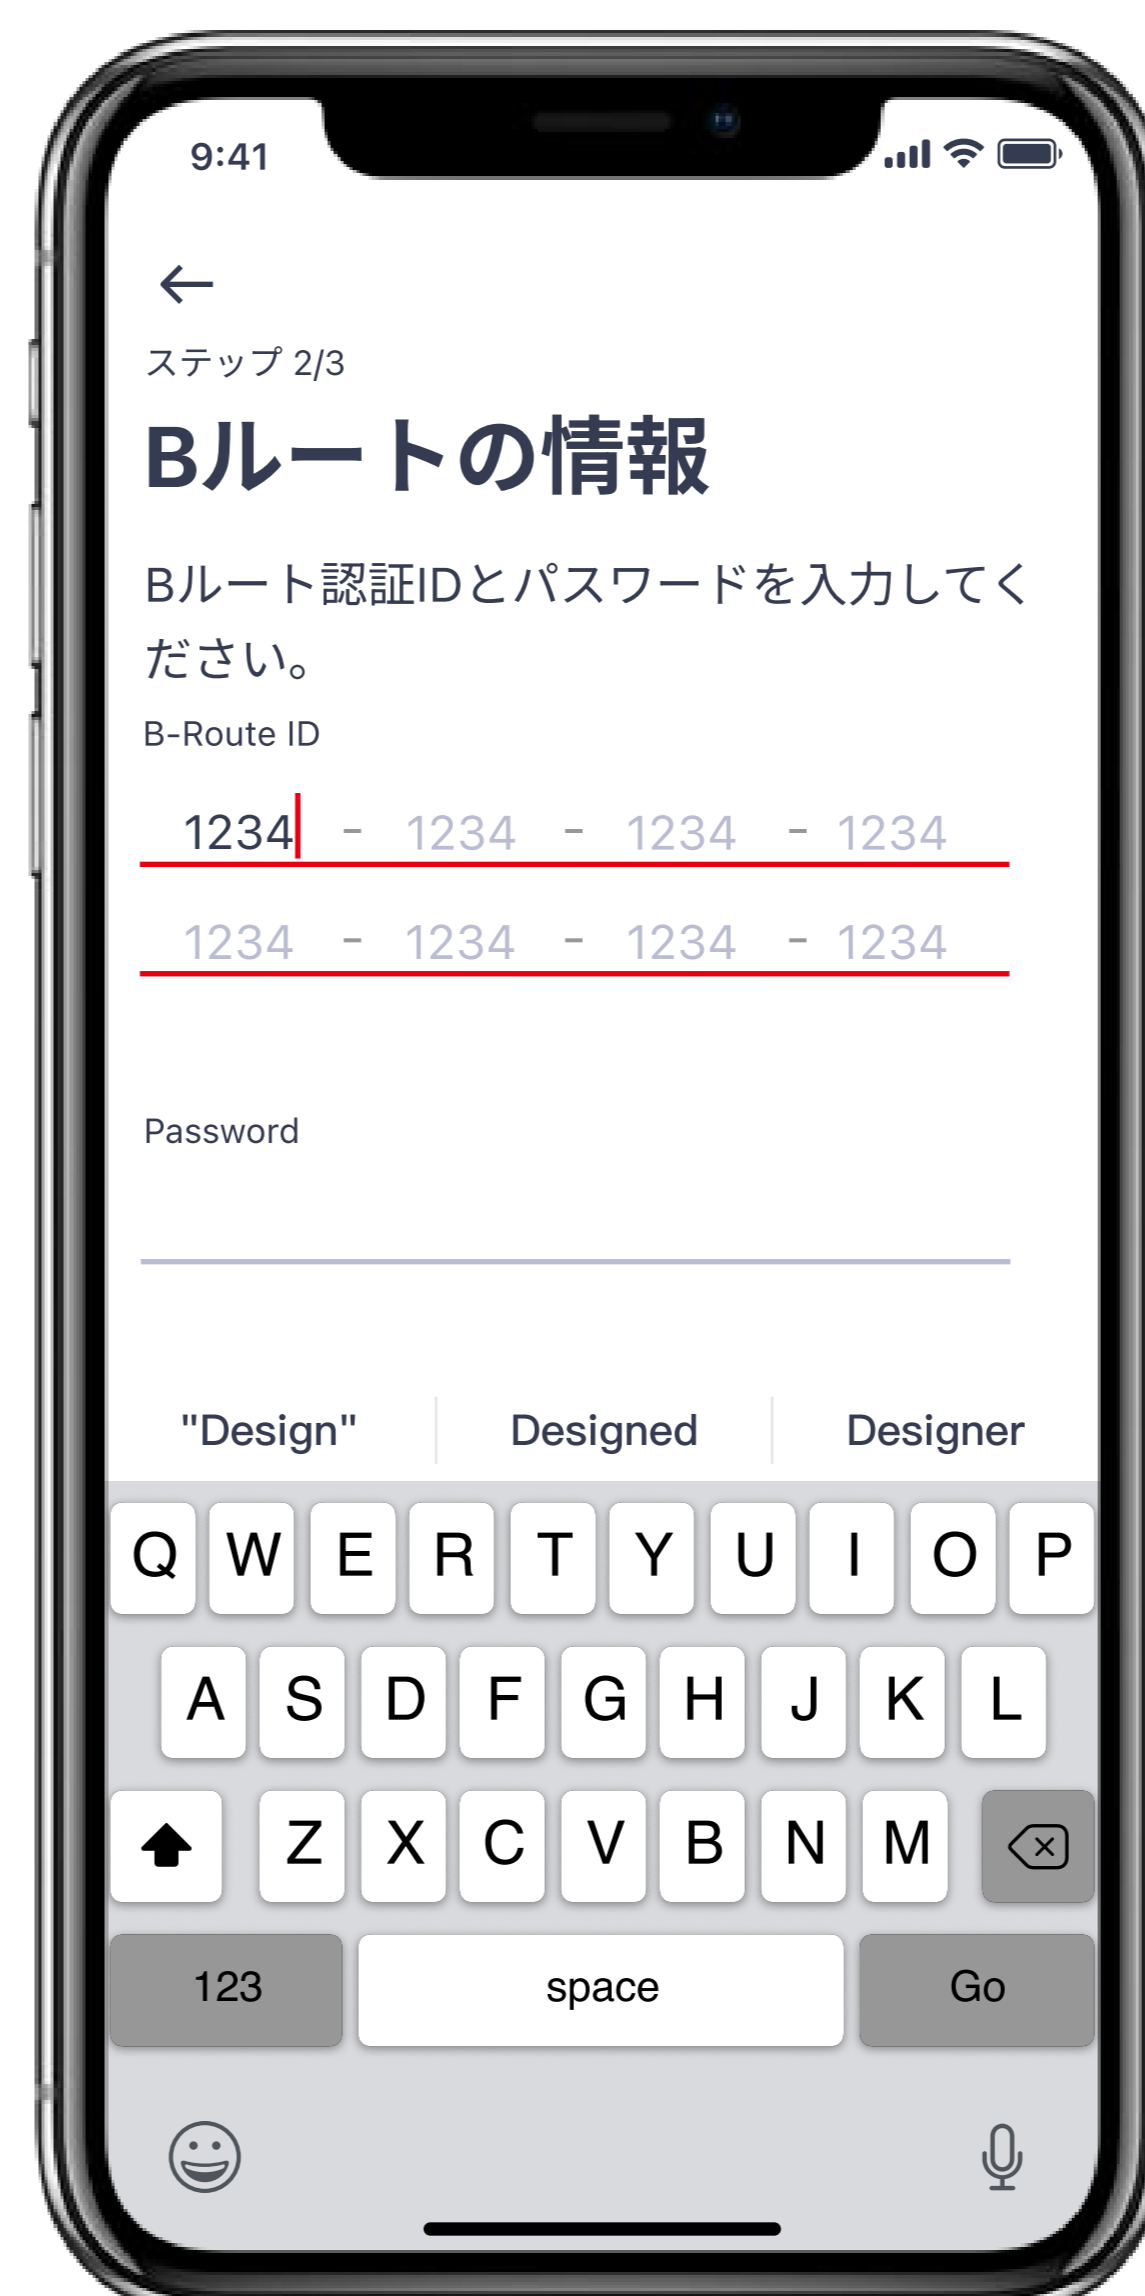 9:41
ステップ 2/3
Bルートの情報
Bルート認証IDとパスワードを入力してく
ださい。
B-Route ID
1234 - 1234 - 1234 - 1234
1234 - 1234 - 1234 - 1234
Password
"Design" Designed Designer
Q W E R T Y U I O P
A S D F G H J K L
Z X C V B N M
123 space Go